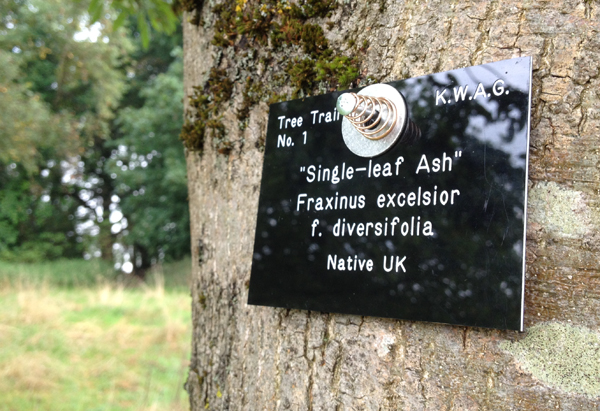 K.W.A.G.
Tree Trail
No. 1
"Single-leaf Ash"
Fraxinus excelsior
f. diversifolia
Native UK